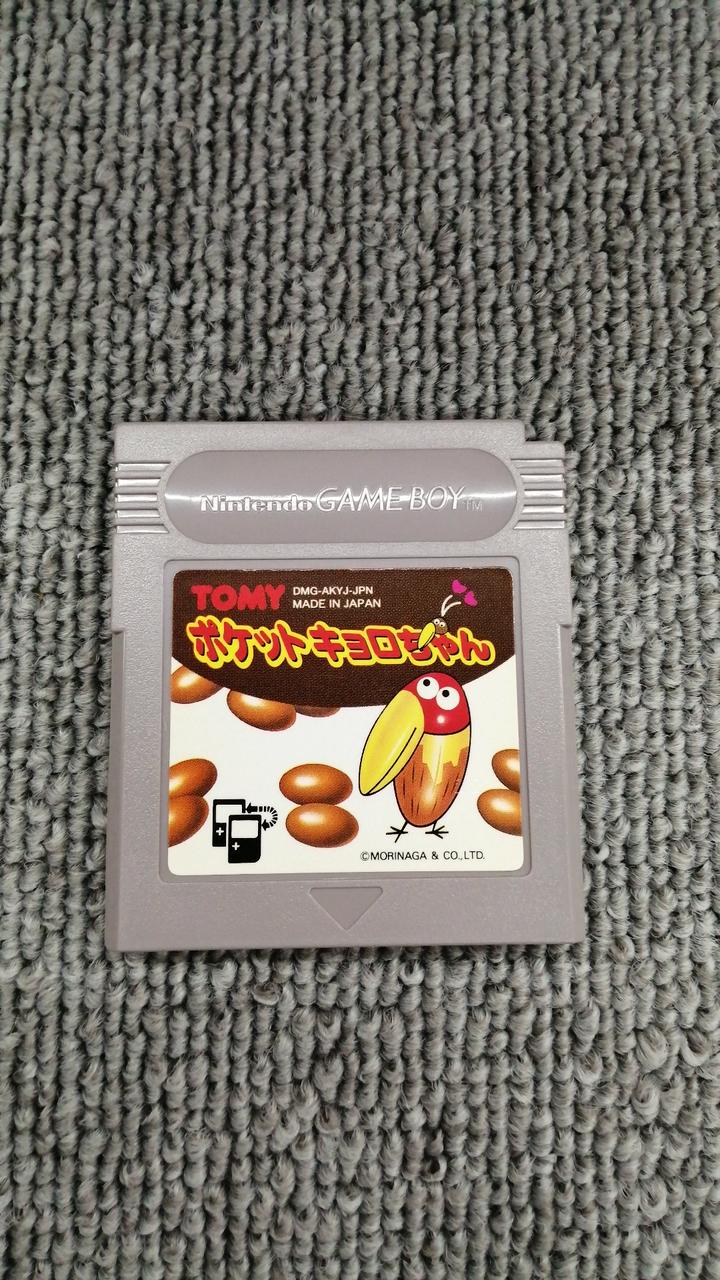 Nintendo GAME BOY™
TOMY
DMG-AKYJ-JPN
MADE IN JAPAN
ポケットキョロちゃん
©MORINAGA & CO.,LTD.